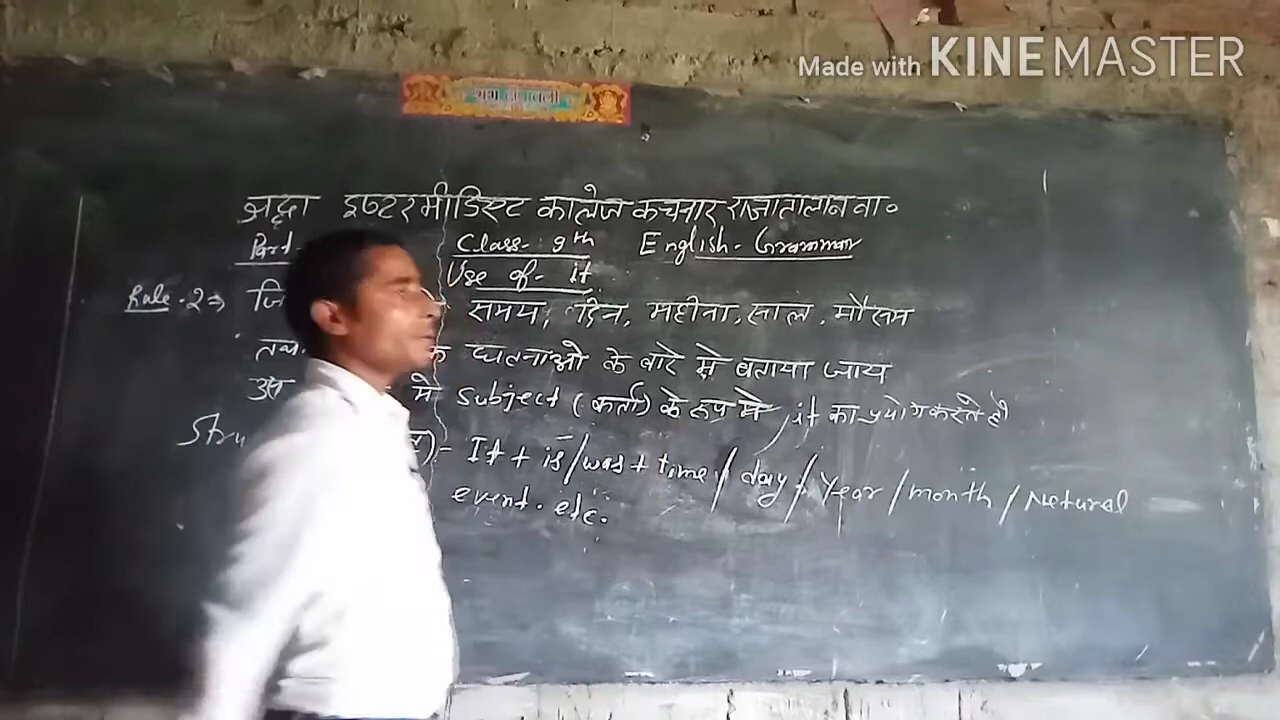 Made with KINEMASTER
शुभ दीपावली
श्रद्धा इण्टरमीडिएट कालेज कचनार राजातालाब वा०
Part- Class- 9th English- Grammar
Use of- it
Rule-2⇒ जि समय, दिन, महीना, साल, मौसम
घटनाओ के बारे मे बताया जाय
उस मे Subject (कर्ता) के रूप मे it का प्रयोग करते है।
Stru )- It + is/was + time / day / Year / month / Netural
event. etc.